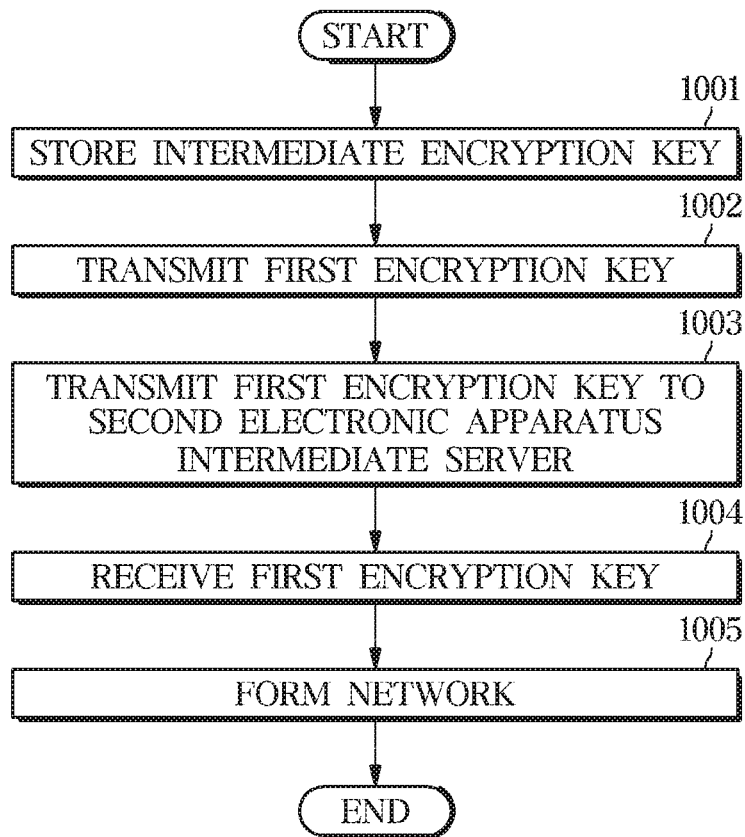 START
1001
STORE INTERMEDIATE ENCRYPTION KEY
1002
TRANSMIT FIRST ENCRYPTION KEY
1003
TRANSMIT FIRST ENCRYPTION KEY TO
SECOND ELECTRONIC APPARATUS
INTERMEDIATE SERVER
1004
RECEIVE FIRST ENCRYPTION KEY
1005
FORM NETWORK
END